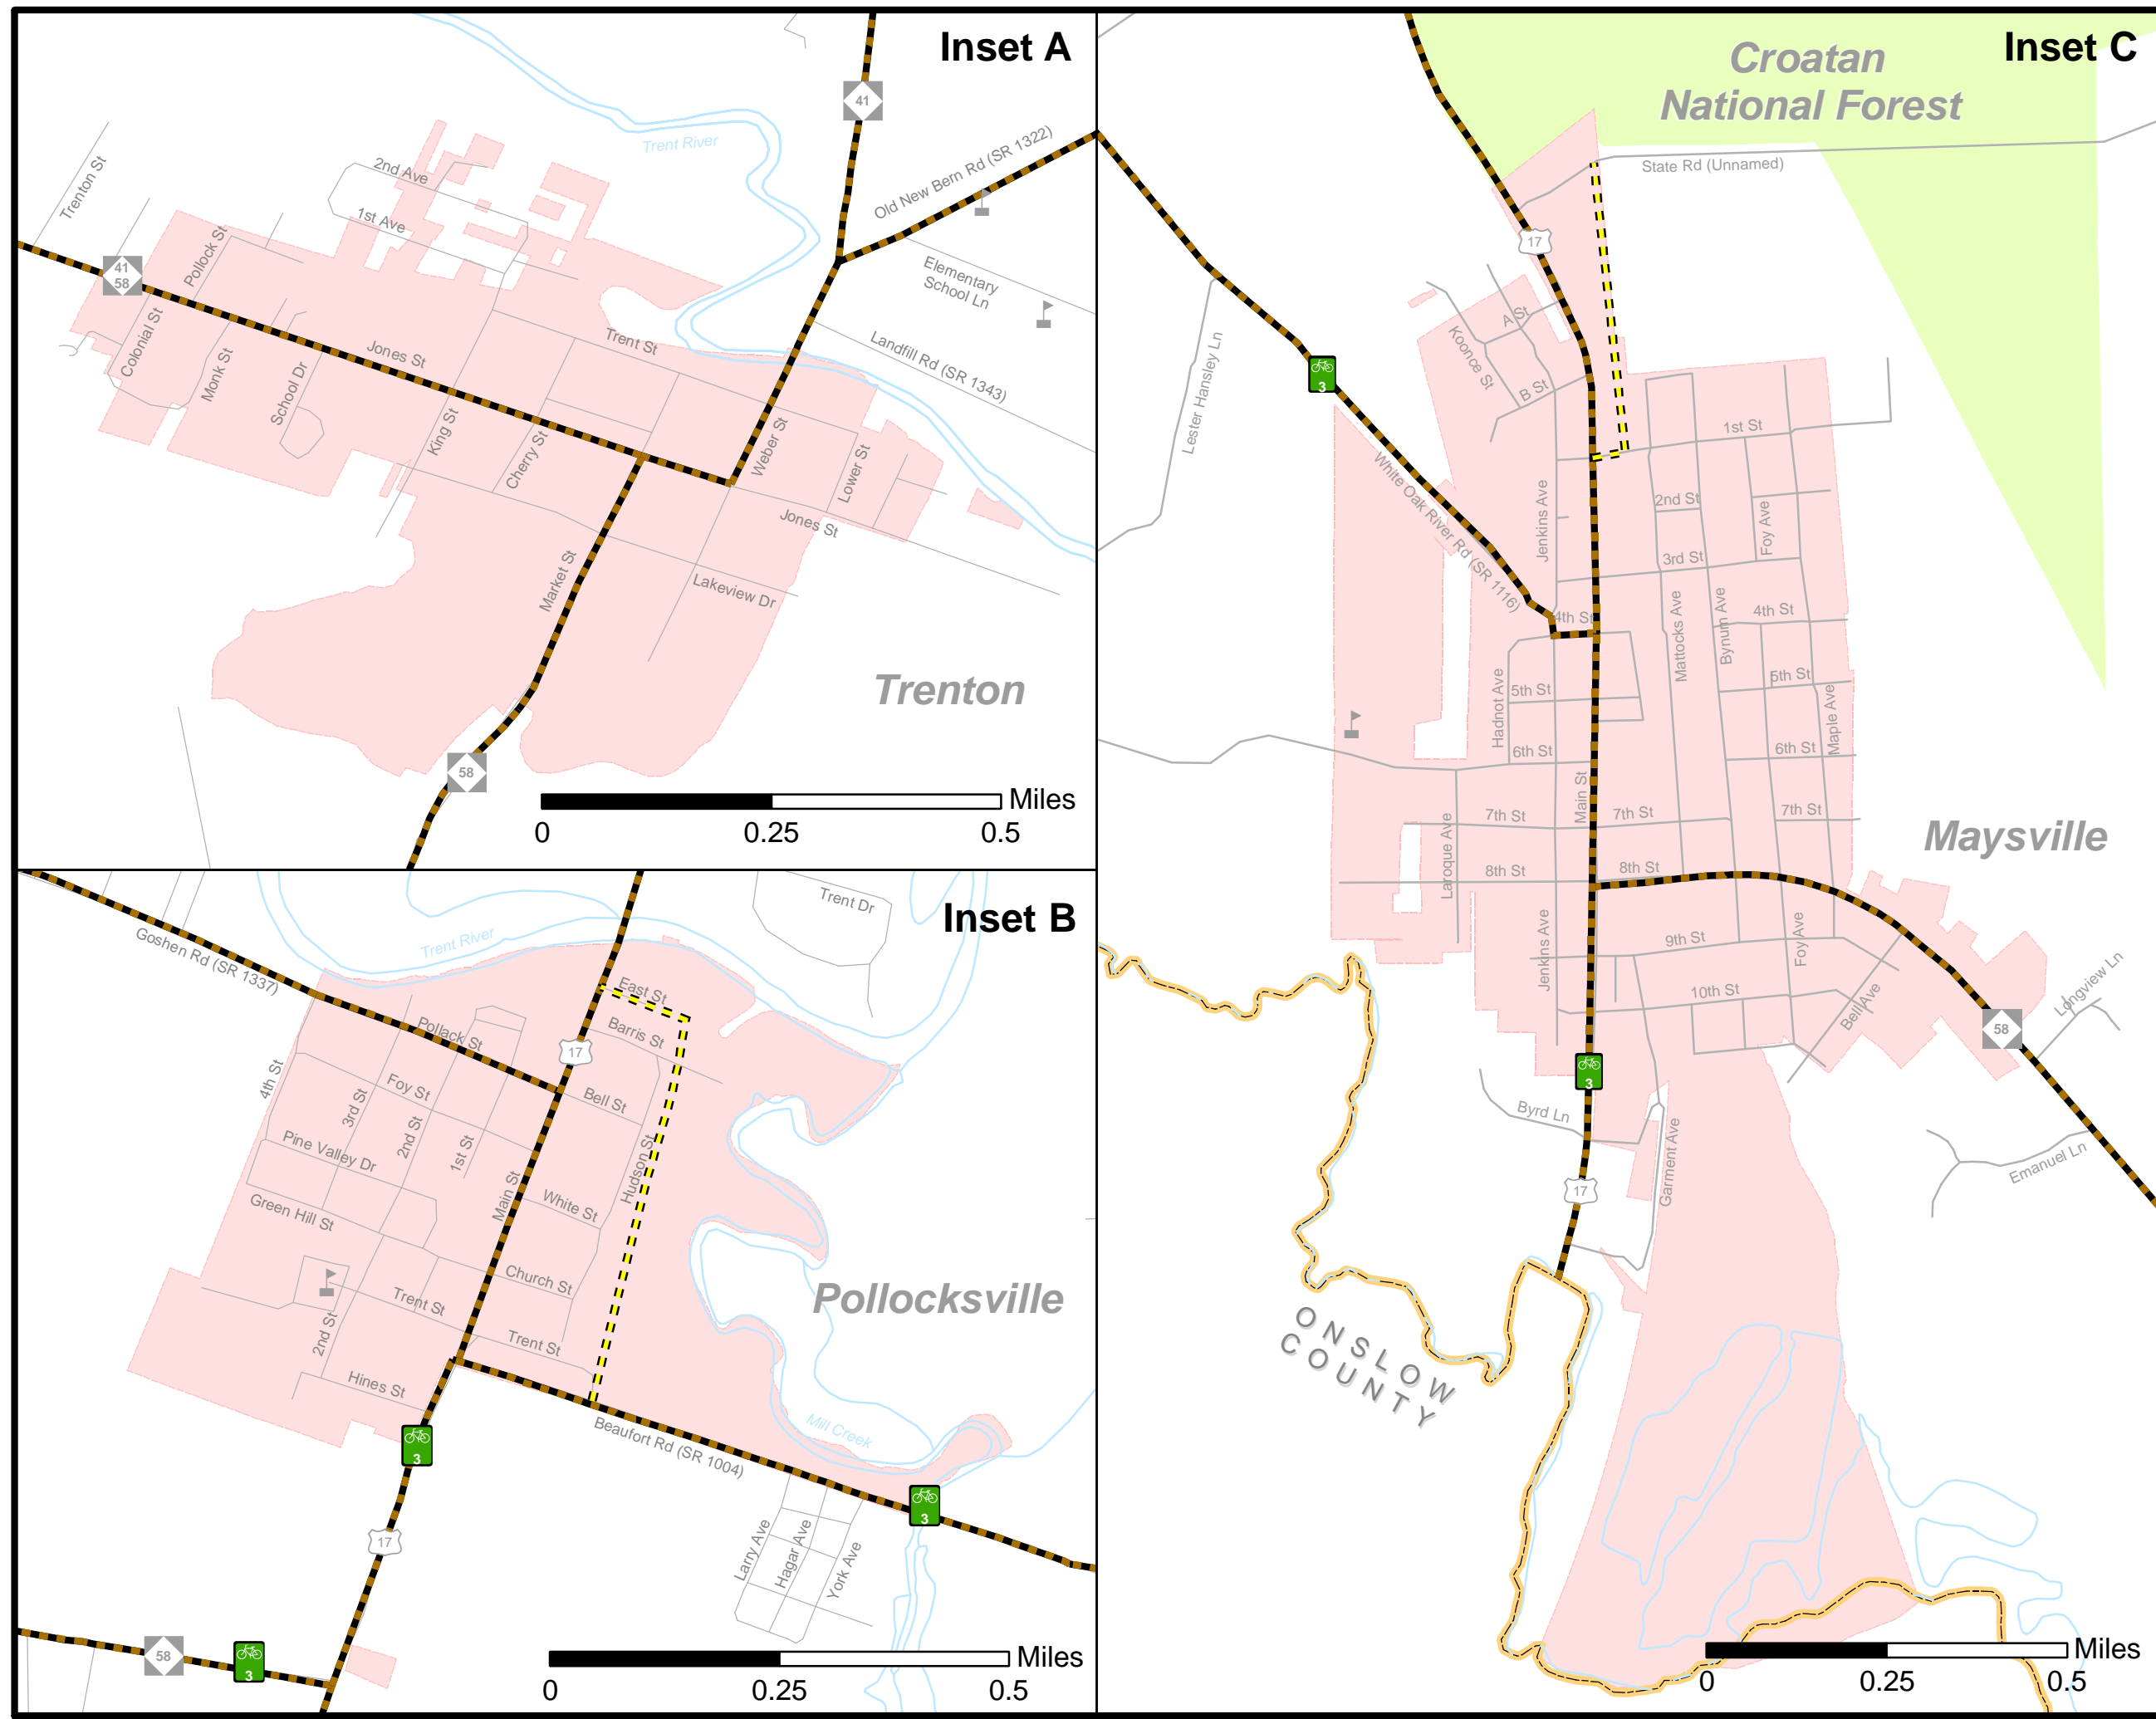 Inset A
Trent River
41
Old New Bern Rd (SR 1322)
Trenton St
2nd Ave
1st Ave
Pollock St
41
58
Elementary
School Ln
Colonial St
Monk St
School Dr
Jones St
Trent St
Landfill Rd (SR 1343)
King St
Cherry St
Weber St
Lower St
Jones St
Market St
Lakeview Dr
Trenton
58
Miles
0
0.25
0.5
Inset B
Trent Dr
Trent River
Goshen Rd (SR 1337)
East St
Barris St
Pollack St
17
4th St
Foy St
3rd St
2nd St
1st St
Bell St
Pine Valley Dr
Hudson St
Main St
White St
Green Hill St
Church St
Pollocksville
Trent St
2nd St
Trent St
Hines St
Mill Creek
Beaufort Rd (SR 1004)
3
3
17
Larry Ave
Hagar Ave
York Ave
58
3
Miles
0
0.25
0.5
Inset C
Croatan
National Forest
State Rd (Unnamed)
17
A St
Koonce St
B St
Lester Hansley Ln
3
1st St
White Oak River Rd (SR 1116)
Jenkins Ave
2nd St
Foy Ave
3rd St
4th St
Mattocks Ave
Bynum Ave
4th St
Hadnot Ave
5th St
5th St
Maple Ave
6th St
6th St
Main St
7th St
7th St
7th St
Maysville
Laroque Ave
8th St
8th St
Jenkins Ave
9th St
Foy Ave
10th St
Bell Ave
Longview Ln
58
3
Byrd Ln
Garment Ave
Emanuel Ln
17
ONSLOW
COUNTY
Miles
0
0.25
0.5